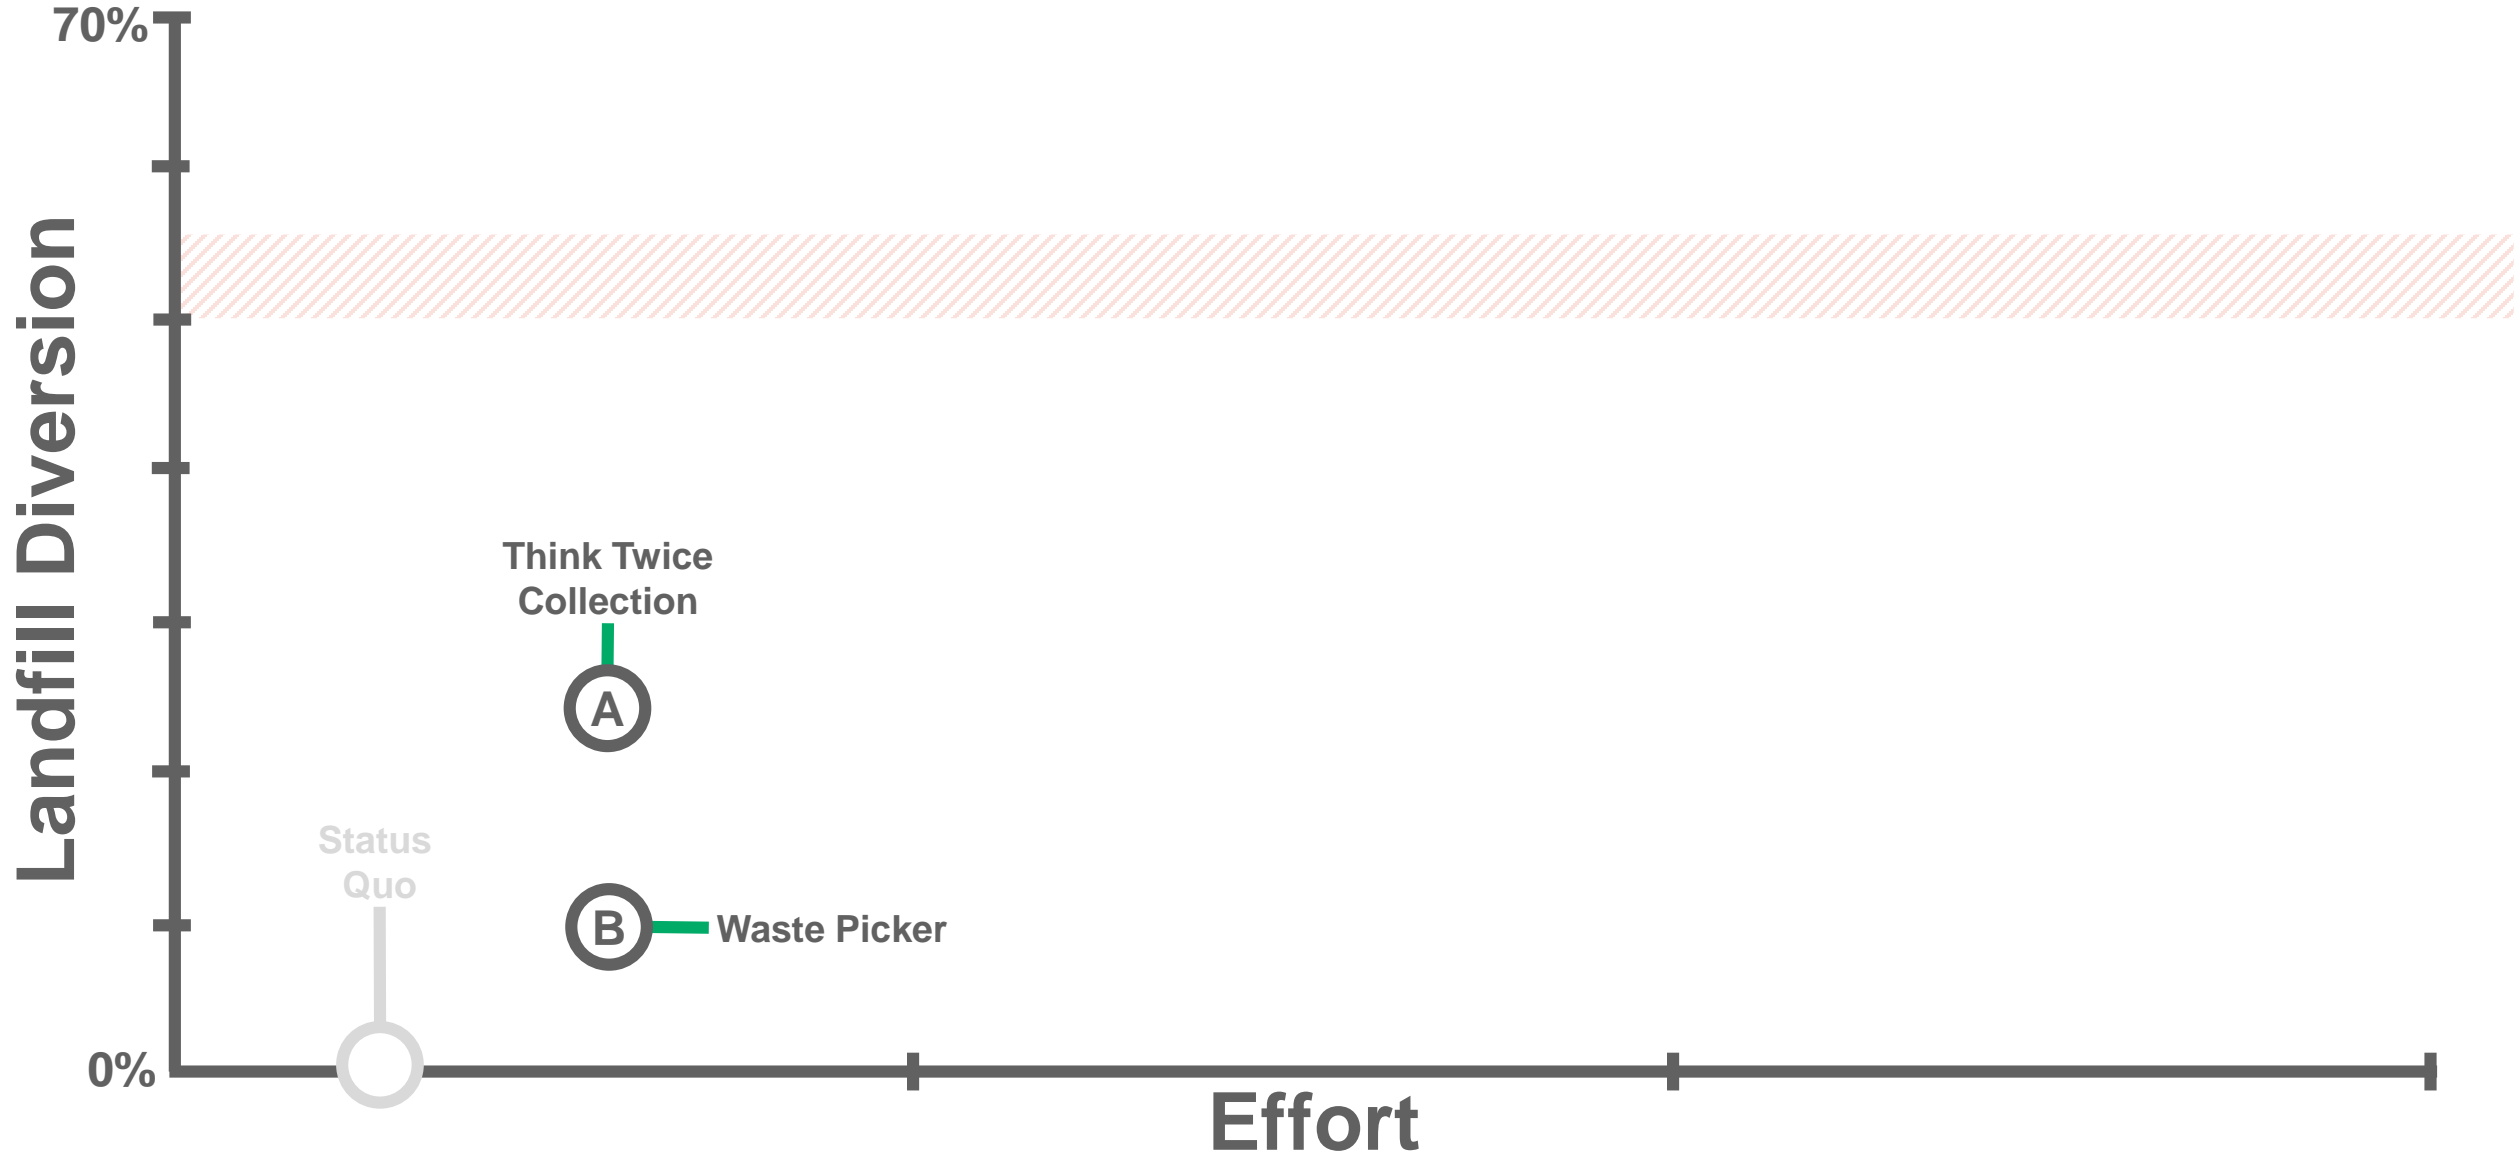 70%
Landfill Diversion
Think Twice
Collection
A
Status
Quo
B
Waste Picker
0%
Effort